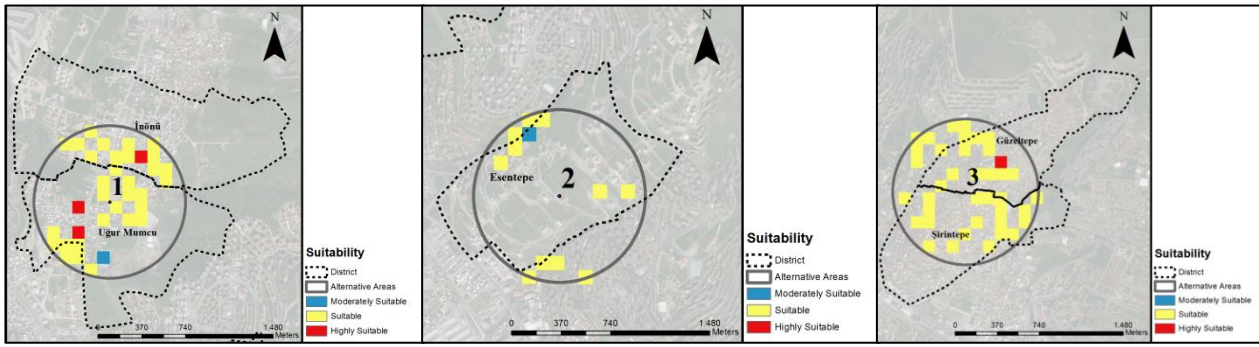 N
İnönü
1
Uğur Mumcu
0 370 740 1.480
Meters
Suitability
District
Alternative Areas
Moderately Suitable
Suitable
Highly Suitable
N
Esentepe
2
0 370 740 1.480
Meters
Suitability
District
Alternative Areas
Moderately Suitable
Suitable
Highly Suitable
N
Güzeltepe
3
Şirintepe
0 370 740 1.480
Meters
Suitability
District
Alternative Areas
Moderately Suitable
Suitable
Highly Suitable